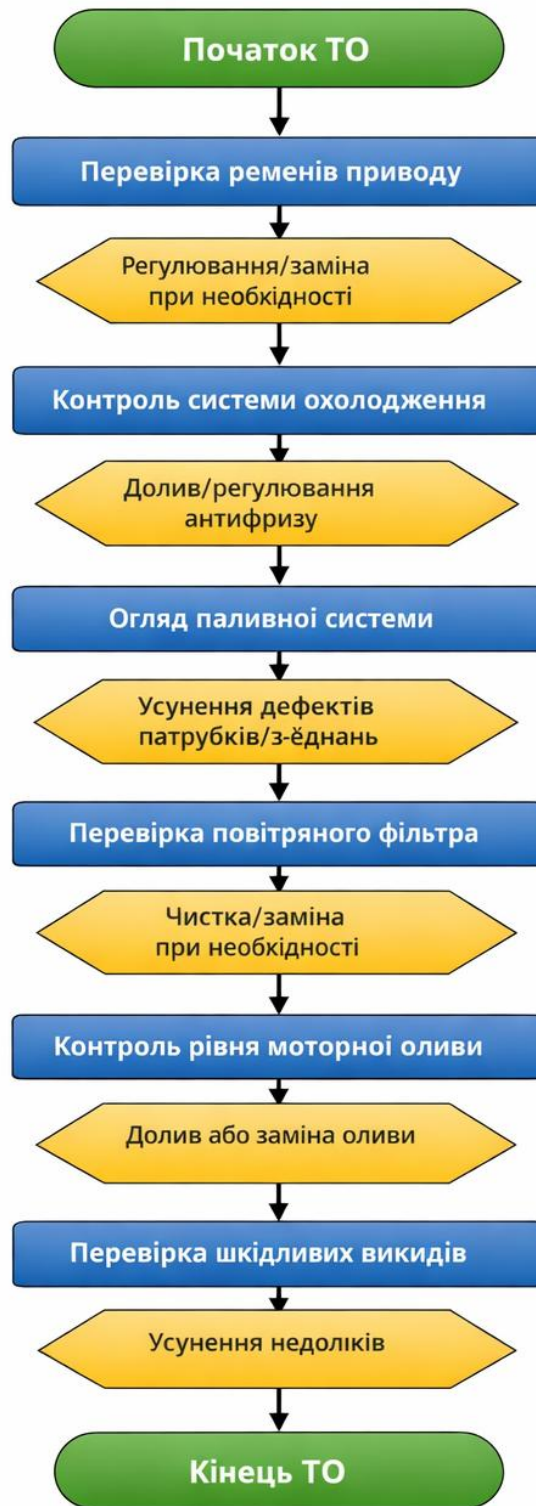 Початок ТО
Перевірка ременів приводу
Регулювання/заміна
при необкідності
Контроль системи охолодження
Долив/регулювання
антифризу
Огляд паливної системи
Усунення дефектів
патрубків/з-ёднань
Перевірка повітряного фільтра
Чистка/заміна
при необкідності
Контроль рівня моторної оливи
Долив або заміна оливи
Перевірка шкідливих викидів
Усунення недоліків
Кінець ТО